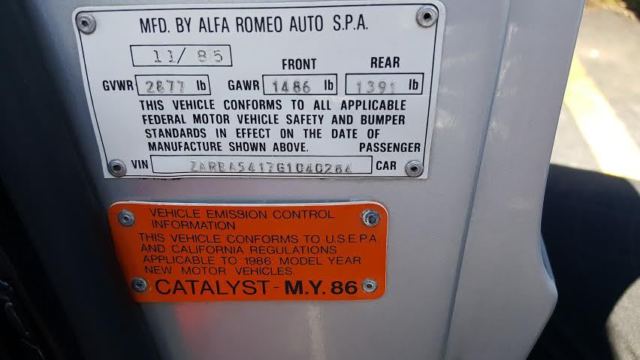 MFD. BY ALFA ROMEO AUTO S.P.A.
11/85
FRONT REAR
GVWR 2877 lb GAWR 1486 lb 1391 lb
THIS VEHICLE CONFORMS TO ALL APPLICABLE
FEDERAL MOTOR VEHICLE SAFETY AND BUMPER
STANDARDS IN EFFECT ON THE DATE OF
MANUFACTURE SHOWN ABOVE. PASSENGER
VIN CAR
VEHICLE EMISSION CONTROL
INFORMATION
THIS VEHICLE CONFORMS TO U.S.E.P.A
AND CALIFORNIA REGULATIONS
APPLICABLE TO 1986 MODEL YEAR
NEW MOTOR VEHICLES.
CATALYST - M.Y. 86